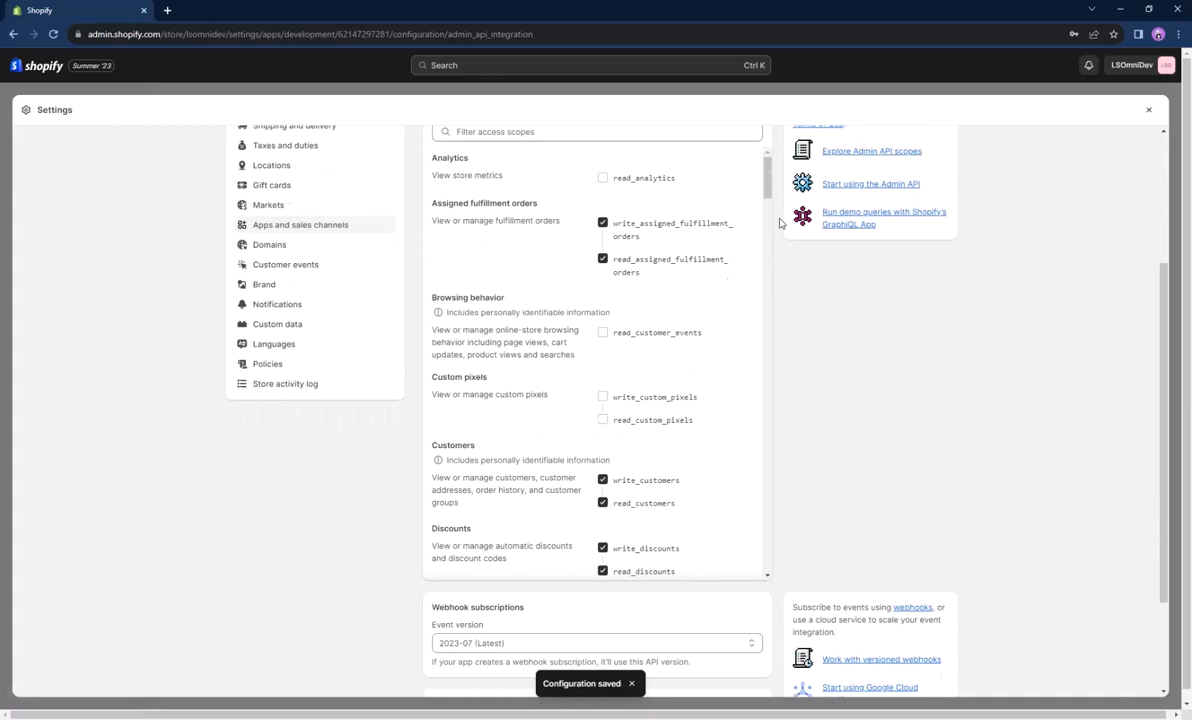 Shopify
admin.shopify.com/store/lsomnidev/settings/apps/development/62147297281/configuration/admin_api_integration
shopify Summer '23
Search Ctrl K
LSOmniDev LSO
Settings
Shipping and delivery
Taxes and duties
Locations
Gift cards
Markets
Apps and sales channels
Domains
Customer events
Brand
Notifications
Custom data
Languages
Policies
Store activity log
Filter access scopes
Analytics
View store metrics
read_analytics
Assigned fulfillment orders
View or manage fulfillment orders
write_assigned_fulfillment_
orders
read_assigned_fulfillment_
orders
Browsing behavior
Includes personally identifiable information
View or manage online-store browsing
behavior including page views, cart
updates, product views and searches
read_customer_events
Custom pixels
View or manage custom pixels
write_custom_pixels
read_custom_pixels
Customers
Includes personally identifiable information
View or manage customers, customer
addresses, order history, and customer
groups
write_customers
read_customers
Discounts
View or manage automatic discounts
and discount codes
write_discounts
read_discounts
Webhook subscriptions
Event version
2023-07 (Latest)
If your app creates a webhook subscription, it'll use this API version.
Configuration saved
Explore Admin API scopes
Start using the Admin API
Run demo queries with Shopify's
GraphiQL App
Subscribe to events using webhooks, or
use a cloud service to scale your event
integration.
Work with versioned webhooks
Start using Google Cloud